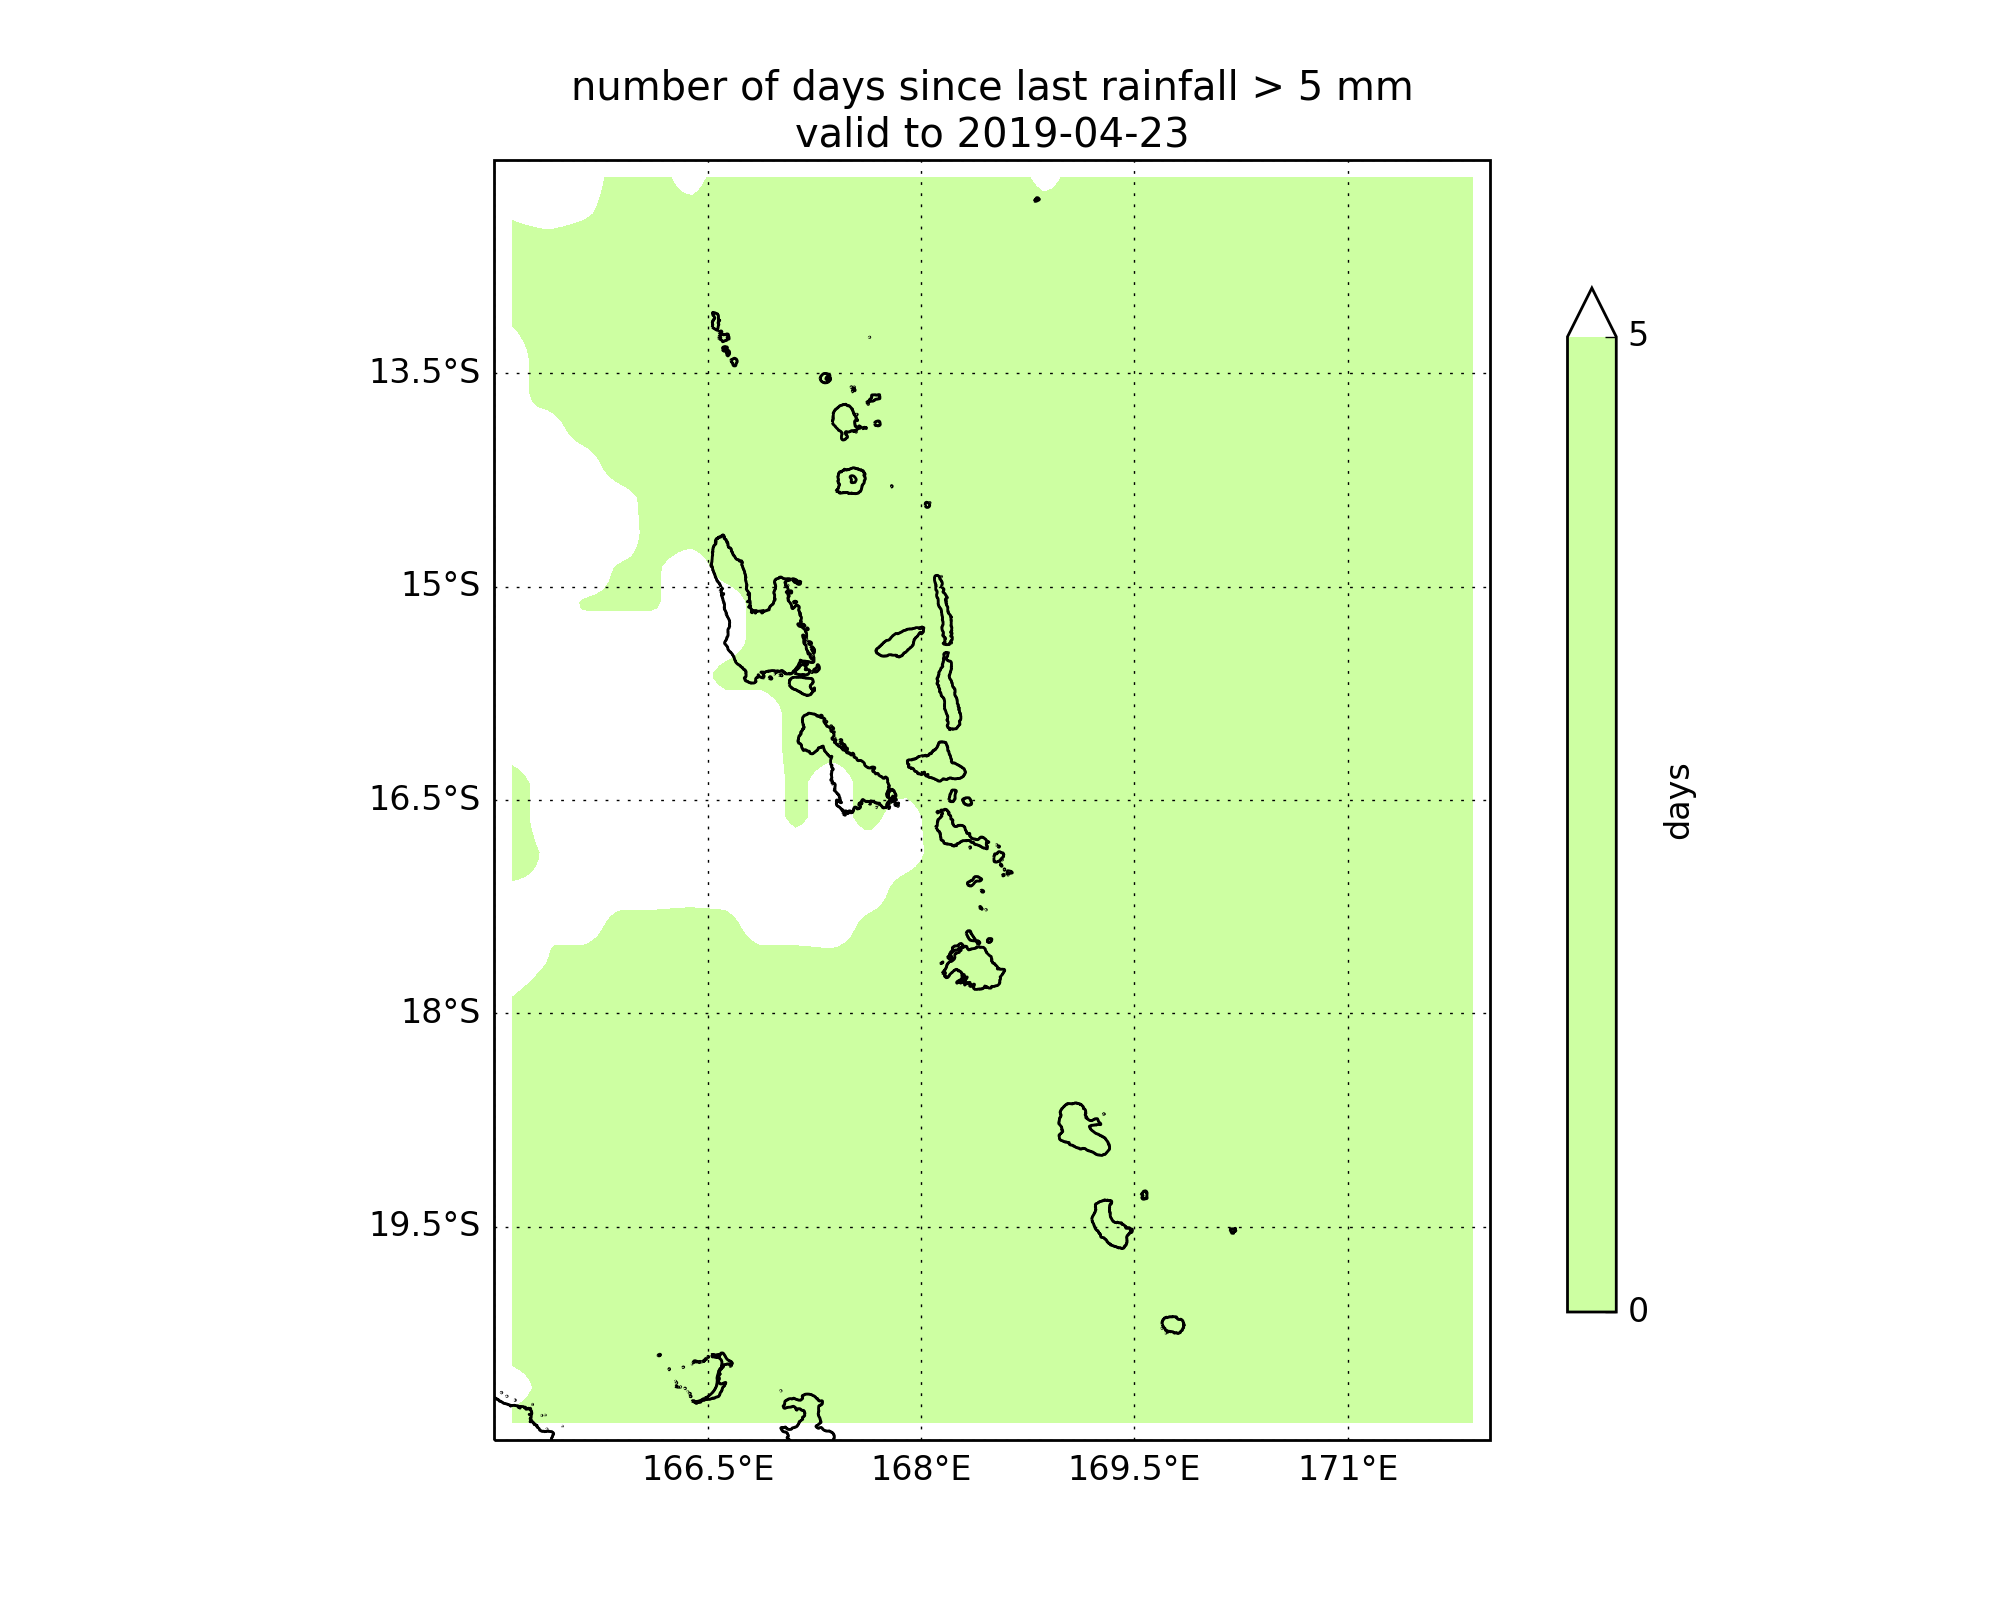 number of days since last rainfall > 5 mm
valid to 2019-04-23
13.5°S
15°S
16.5°S
18°S
19.5°S
166.5°E
168°E
169.5°E
171°E
5
0
days